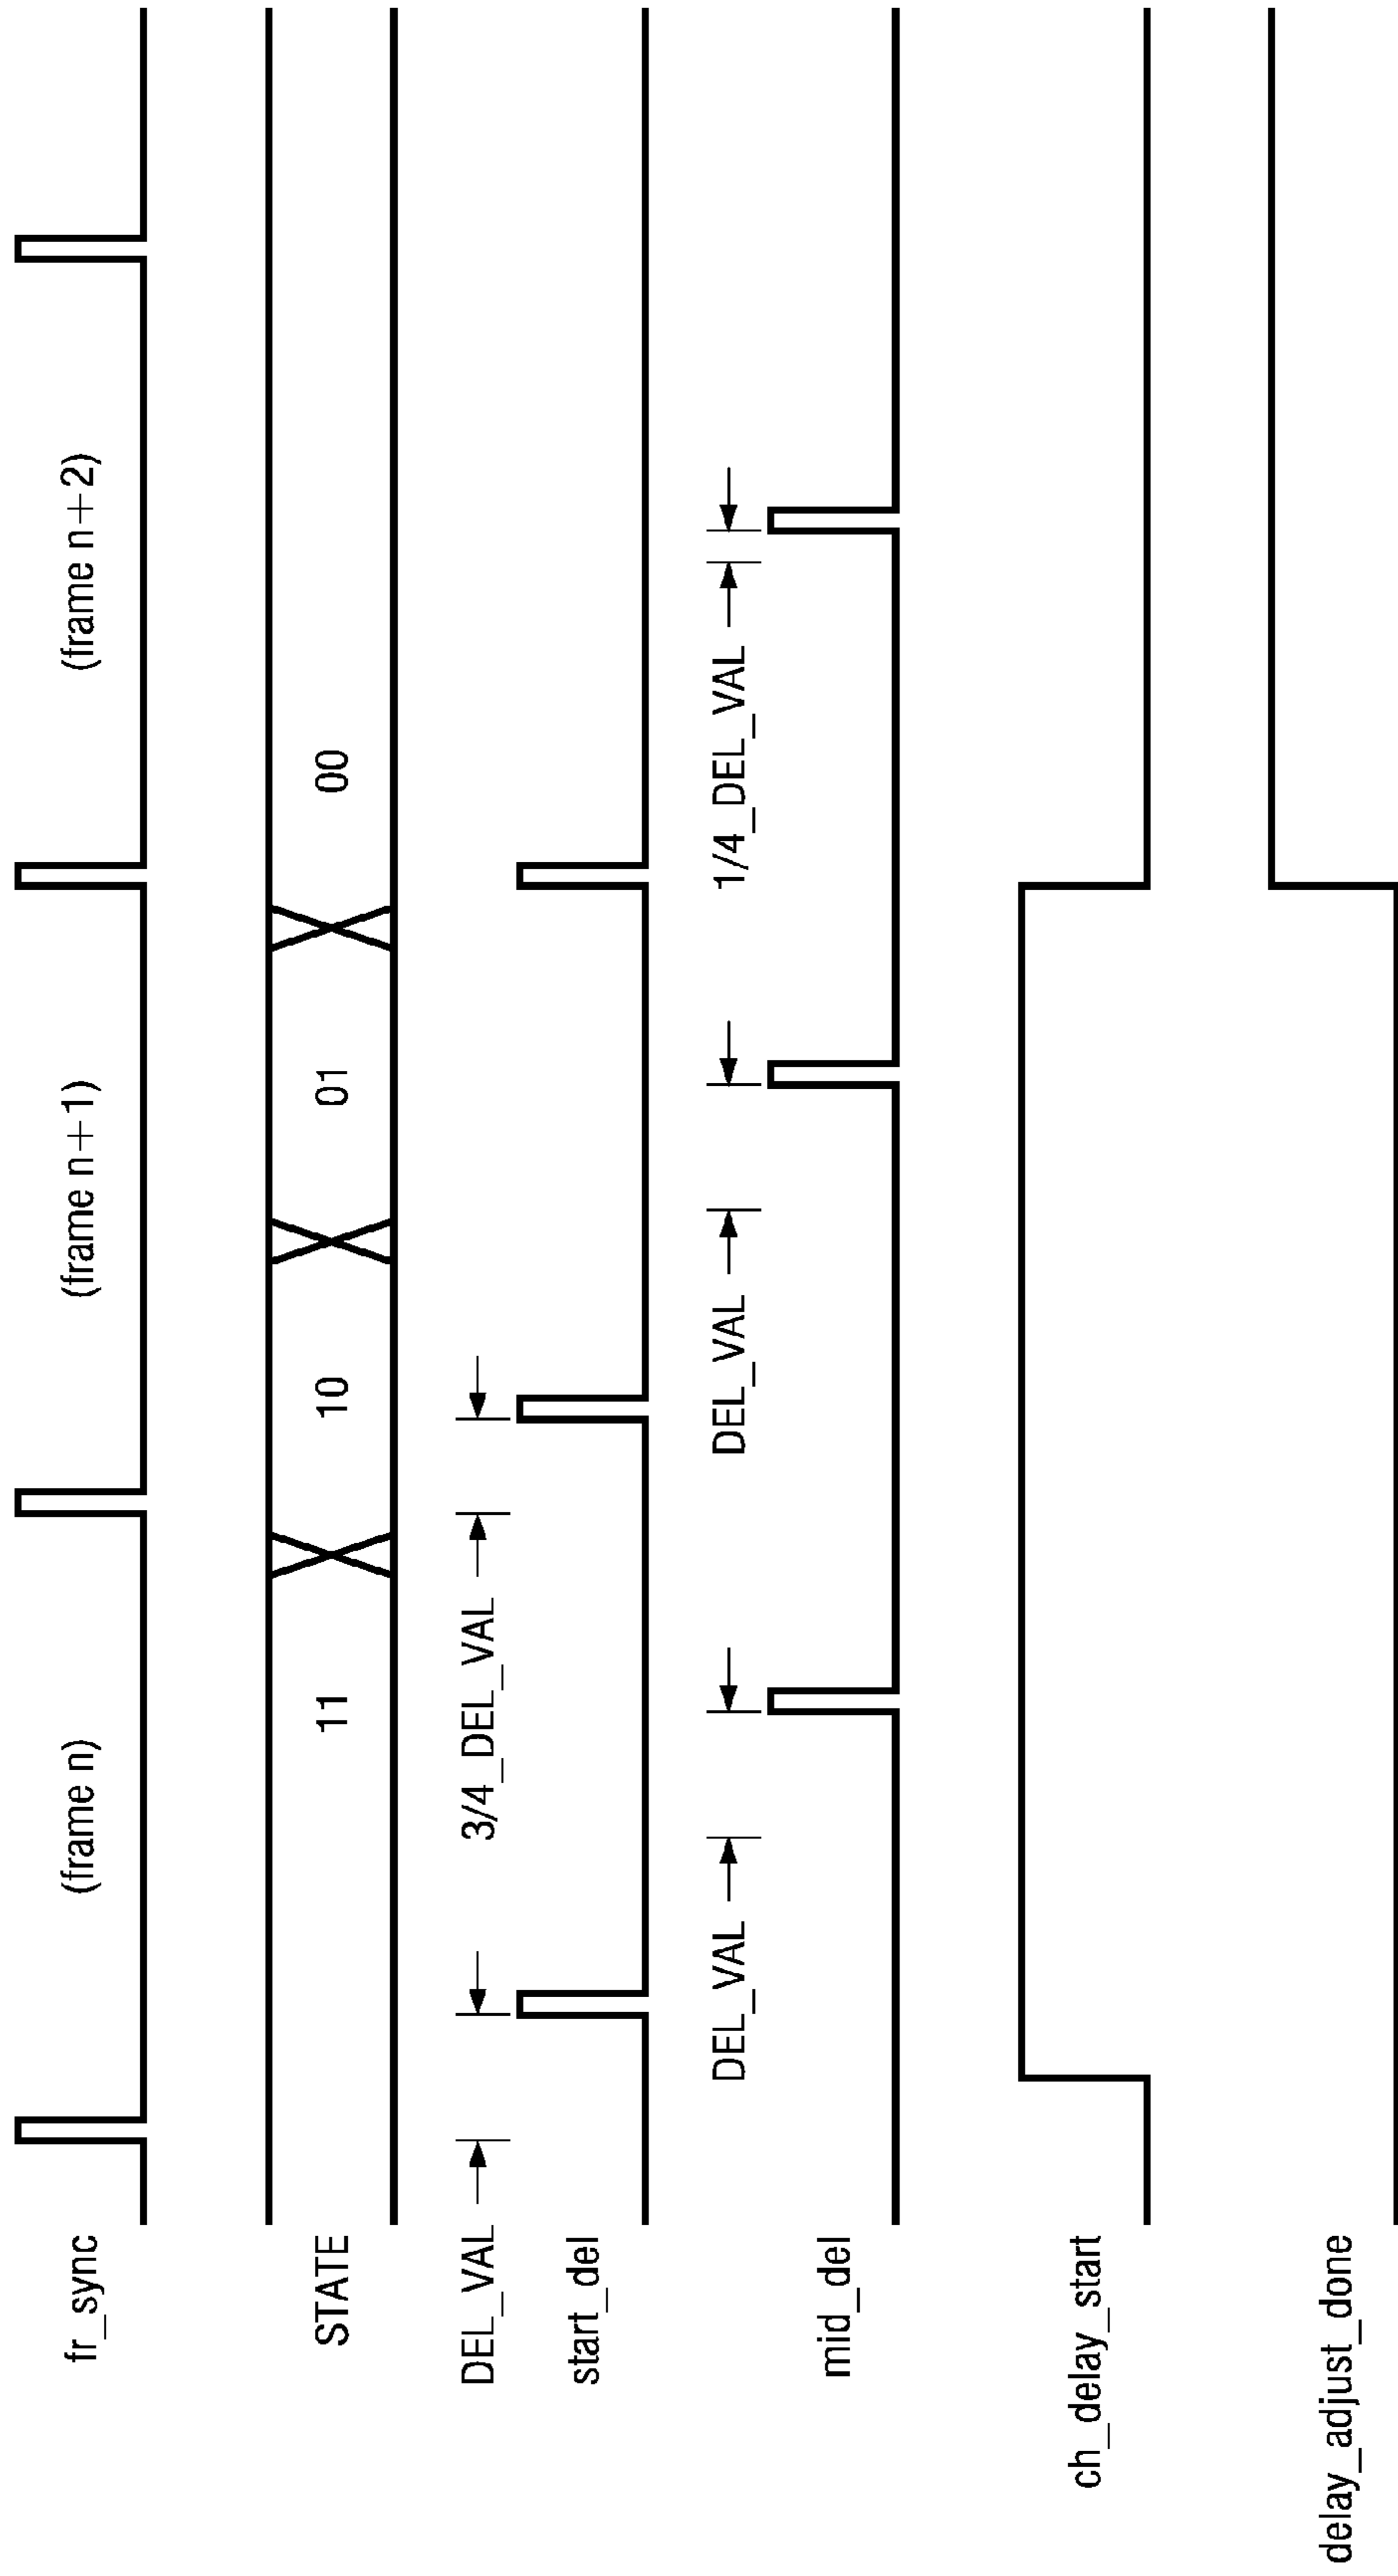 fr_sync (frame n) (frame n+1) (frame n+2)
STATE 11 10 01 00
DEL_VAL 3/4_DEL_VAL
start_del
DEL_VAL DEL_VAL 1/4_DEL_VAL
mid_del
ch_delay_start
delay_adjust_done